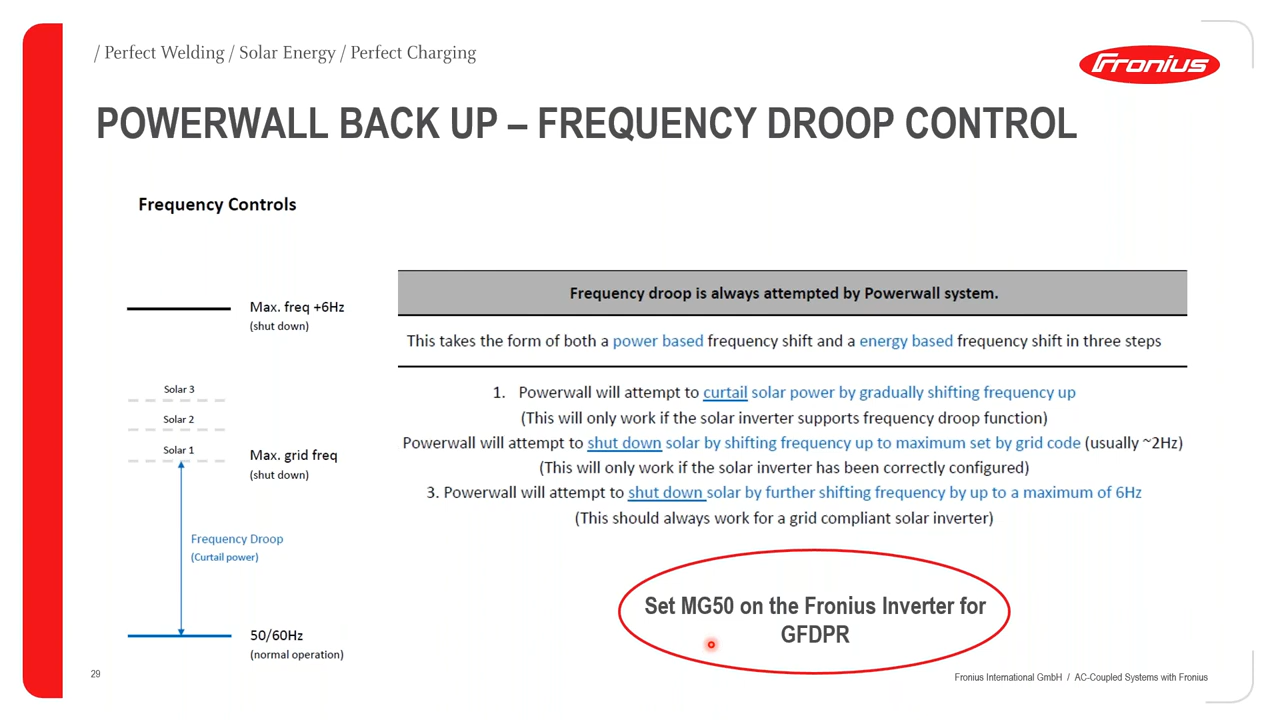 / Perfect Welding / Solar Energy / Perfect Charging
Fronius
POWERWALL BACK UP – FREQUENCY DROOP CONTROL
Frequency Controls
Max. freq +6Hz
(shut down)
Solar 3
Solar 2
Solar 1
Max. grid freq
(shut down)
Frequency Droop
(Curtail power)
50/60Hz
(normal operation)
Frequency droop is always attempted by Powerwall system.
This takes the form of both a power based frequency shift and a energy based frequency shift in three steps
1. Powerwall will attempt to curtail solar power by gradually shifting frequency up
(This will only work if the solar inverter supports frequency droop function)
Powerwall will attempt to shut down solar by shifting frequency up to maximum set by grid code (usually ~2Hz)
(This will only work if the solar inverter has been correctly configured)
3. Powerwall will attempt to shut down solar by further shifting frequency by up to a maximum of 6Hz
(This should always work for a grid compliant solar inverter)
Set MG50 on the Fronius Inverter for
GFDPR
29
Fronius International GmbH / AC-Coupled Systems with Fronius